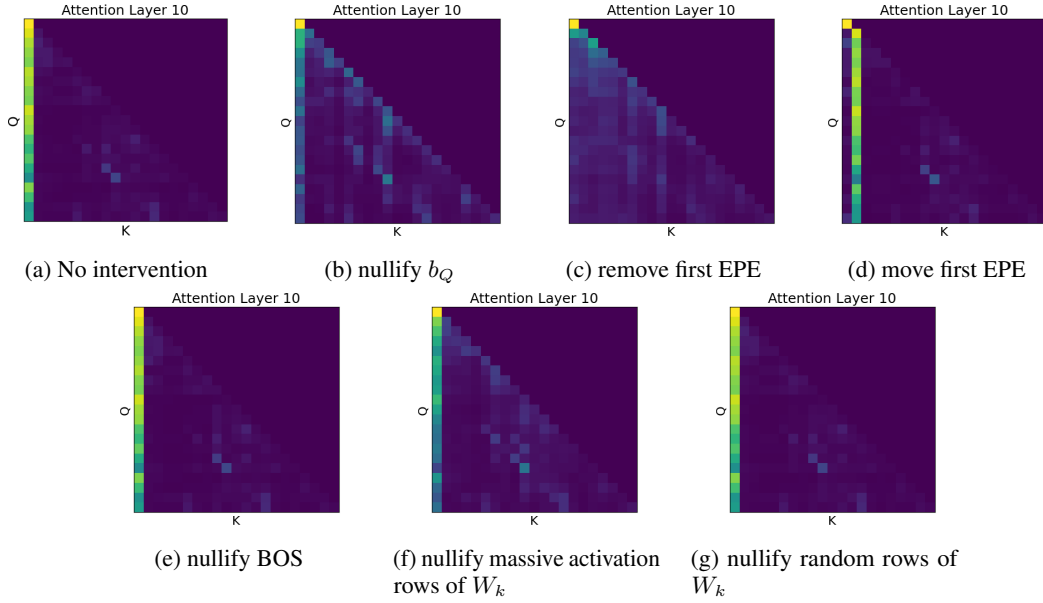 Attention Layer 10
Attention Layer 10
Attention Layer 10
Attention Layer 10
Q
Q
Q
Q
K
K
K
K
(a) No intervention
(b) nullify b_Q
(c) remove first EPE
(d) move first EPE
Attention Layer 10
Attention Layer 10
Attention Layer 10
Q
Q
Q
K
K
K
(e) nullify BOS
(f) nullify massive activation
rows of W_k
(g) nullify random rows of
W_k